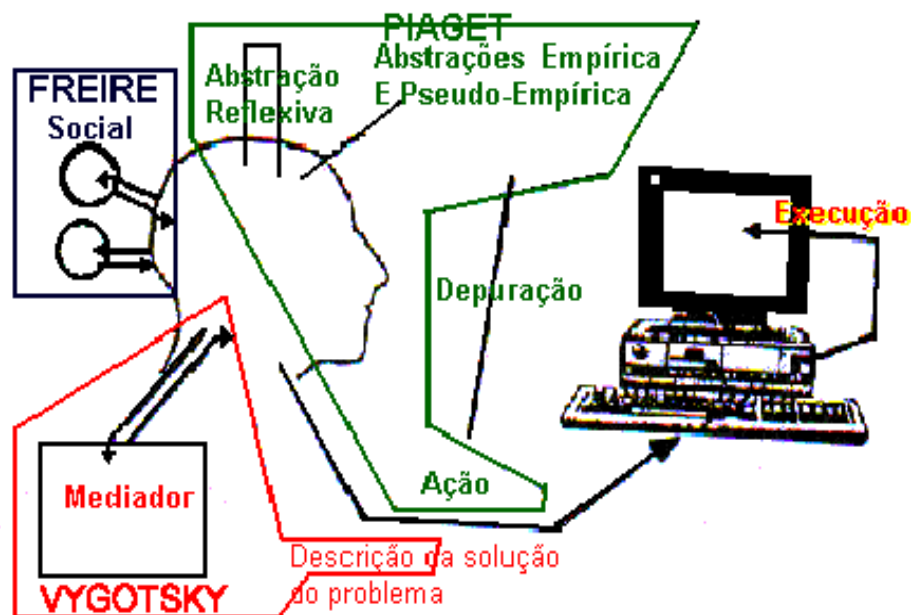 PIAGET
Abstrações Empírica
E Pseudo-Empírica
Abstração
Reflexiva
FREIRE
Social
Execução
Depuração
Ação
Mediador
VYGOTSKY
Descrição da solução
do problema